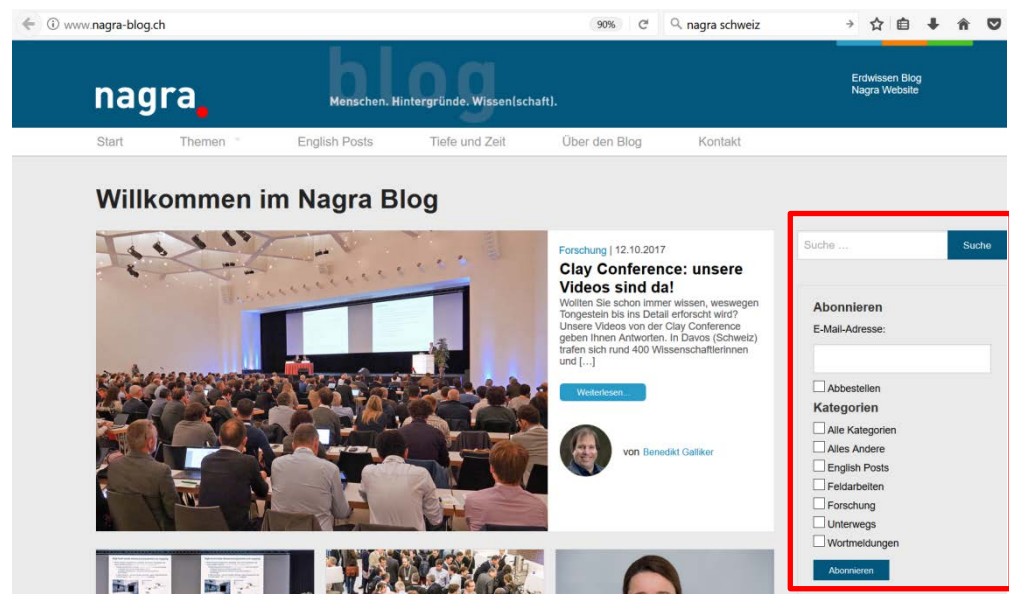 www.nagra-blog.ch
90%
nagra schweiz
blog
nagra.
Menschen. Hintergründe. Wissen(schaft).
Erdwissen Blog
Nagra Website
Start Themen English Posts Tiefe und Zeit Über den Blog Kontakt
Willkommen im Nagra Blog
Forschung | 12.10.2017
Clay Conference: unsere
Videos sind da!
Wollten Sie schon immer wissen, weswegen
Tongestein bis ins Detail erforscht wird?
Unsere Videos von der Clay Conference
geben Ihnen Antworten. In Davos (Schweiz)
trafen sich rund 400 Wissenschaftlerinnen
und [...]
Weiterlesen...
von Benedikt Galliker
Suche ...
Suche
Abonnieren
E-Mail-Adresse:
Abbestellen
Kategorien
Alle Kategorien
Alles Andere
English Posts
Feldarbeiten
Forschung
Unterwegs
Wortmeldungen
Abonnieren